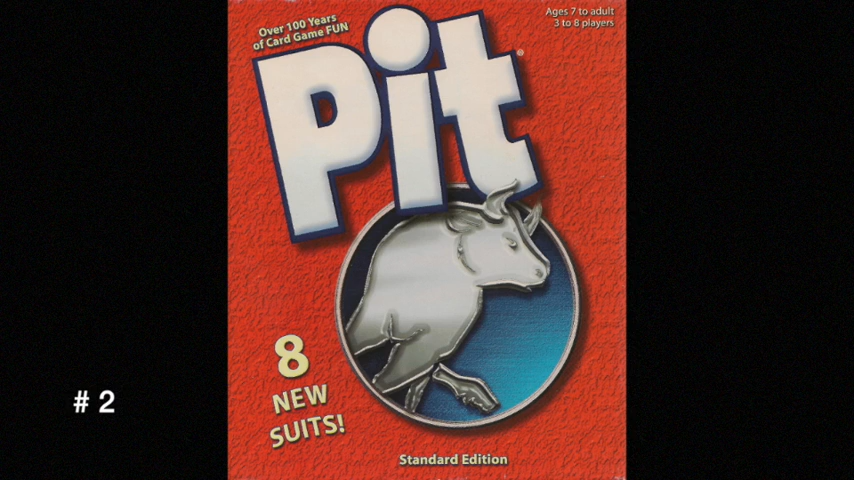 Over 100 Years
of Card Game FUN
Ages 7 to adult
3 to 8 players
Pit®
8
NEW
SUITS!
# 2
Standard Edition